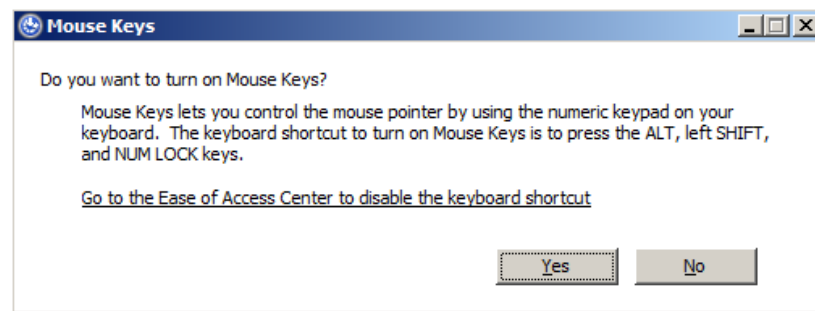 Mouse Keys
Do you want to turn on Mouse Keys?
Mouse Keys lets you control the mouse pointer by using the numeric keypad on your
keyboard.  The keyboard shortcut to turn on Mouse Keys is to press the ALT, left SHIFT,
and NUM LOCK keys.
Go to the Ease of Access Center to disable the keyboard shortcut
Yes No